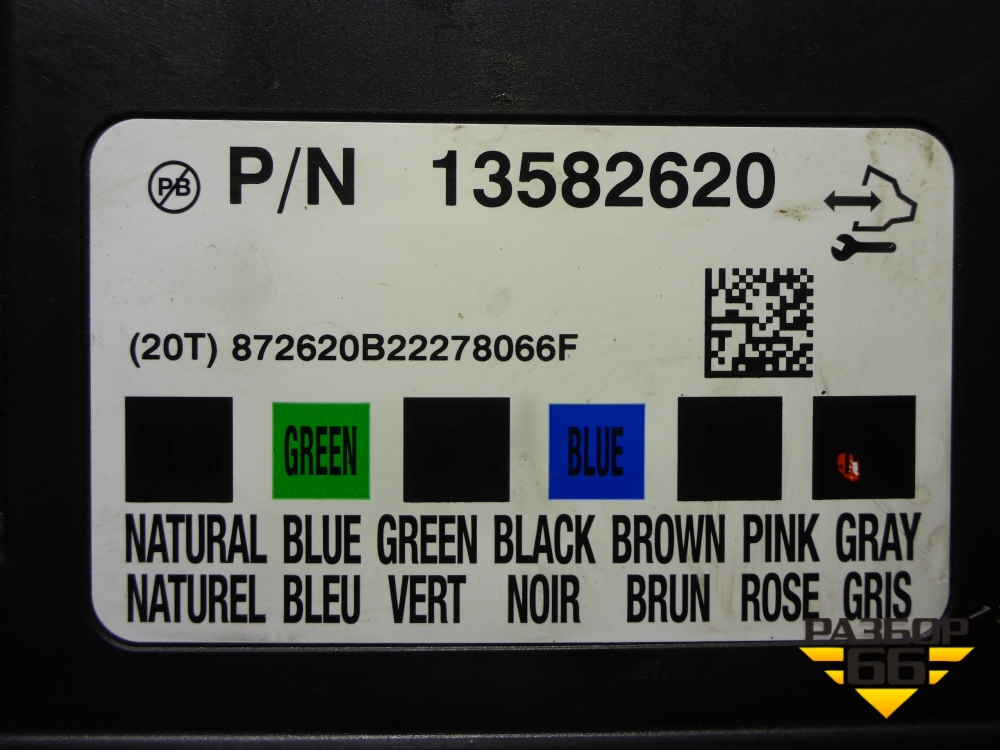 PB P/N 13582620
(20T) 872620B22278066F
GREEN BLUE
NATURAL BLUE GREEN BLACK BROWN PINK GRAY
NATUREL BLEU VERT NOIR BRUN ROSE GRIS
РАЗБОР
66